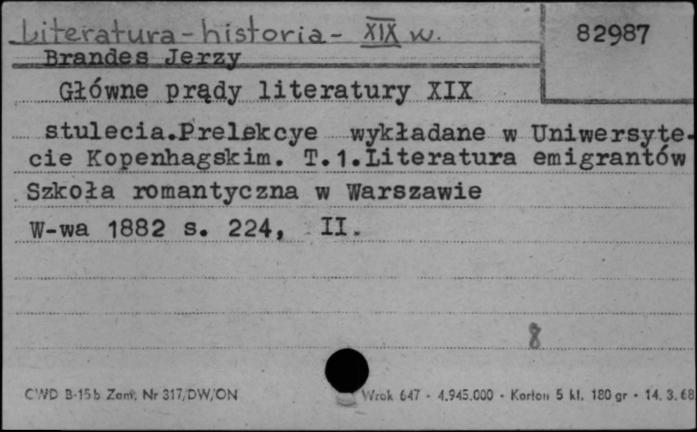 Literatura-historia- XIX w.
82987
Brandes Jerzy
Główne prądy literatury XIX
stulecia.Prelekcye wykładane w Uniwersyte-
cie Kopenhagskim. T.1.Literatura emigrantów
Szkoła romantyczna w Warszawie
W-wa 1882 s. 224, II.
8
CWD B-15b Zam. Nr 317/DW/ON
Wrok 647 - 4.945.000 - Karton 5 kl. 180 gr - 14. 3. 68